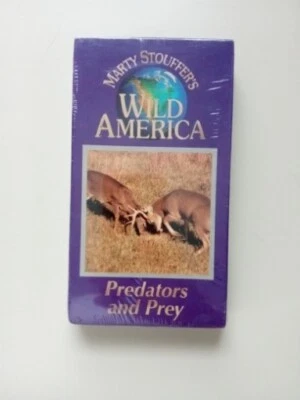 MARTY STOUFFER'S
WILD
AMERICA
Predators
and Prey